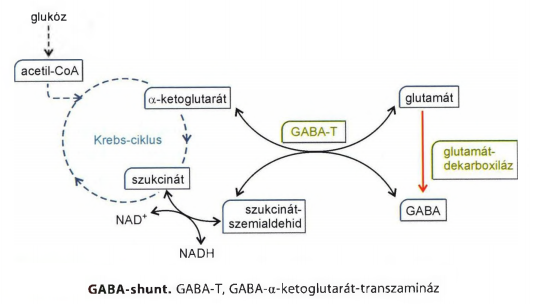 glukóz
acetil-CoA
α-ketoglutarát
glutamát
GABA-T
Krebs-ciklus
glutamát-
dekarboxiláz
szukcinát
szukcinát-
szemialdehid
GABA
NAD⁺
NADH
GABA-shunt. GABA-T, GABA-α-ketoglutarát-transzamináz